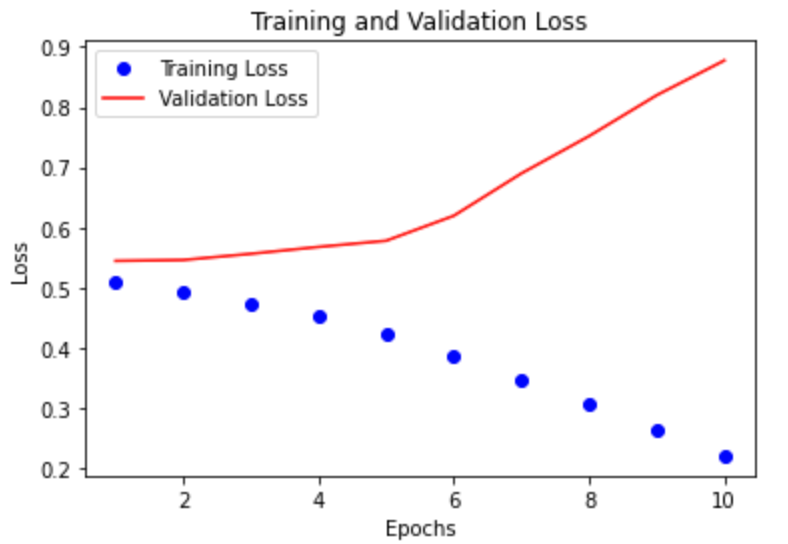 Training and Validation Loss
Training Loss
Validation Loss
0.9
0.8
0.7
0.6
0.5
0.4
0.3
0.2
Loss
2 4 6 8 10
Epochs